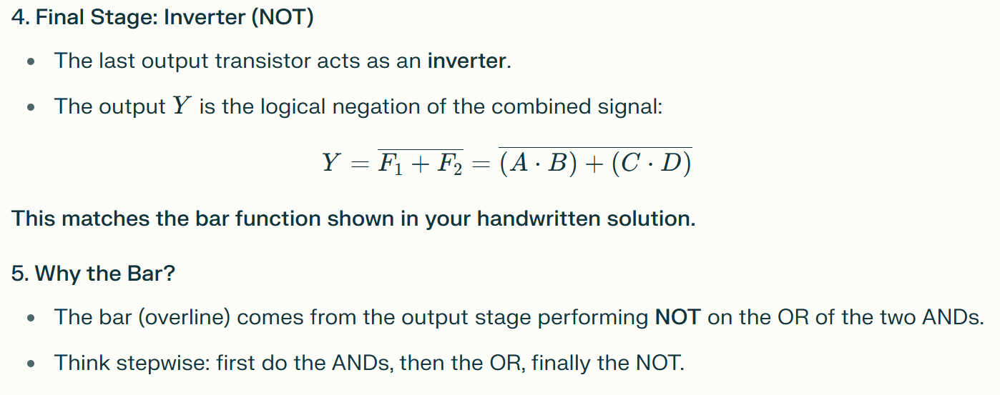 4. Final Stage: Inverter (NOT)
• The last output transistor acts as an inverter.
• The output Y is the logical negation of the combined signal:
Y = \overline{F_1 + F_2} = \overline{(A · B) + (C · D)}
This matches the bar function shown in your handwritten solution.
5. Why the Bar?
• The bar (overline) comes from the output stage performing NOT on the OR of the two ANDs.
• Think stepwise: first do the ANDs, then the OR, finally the NOT.